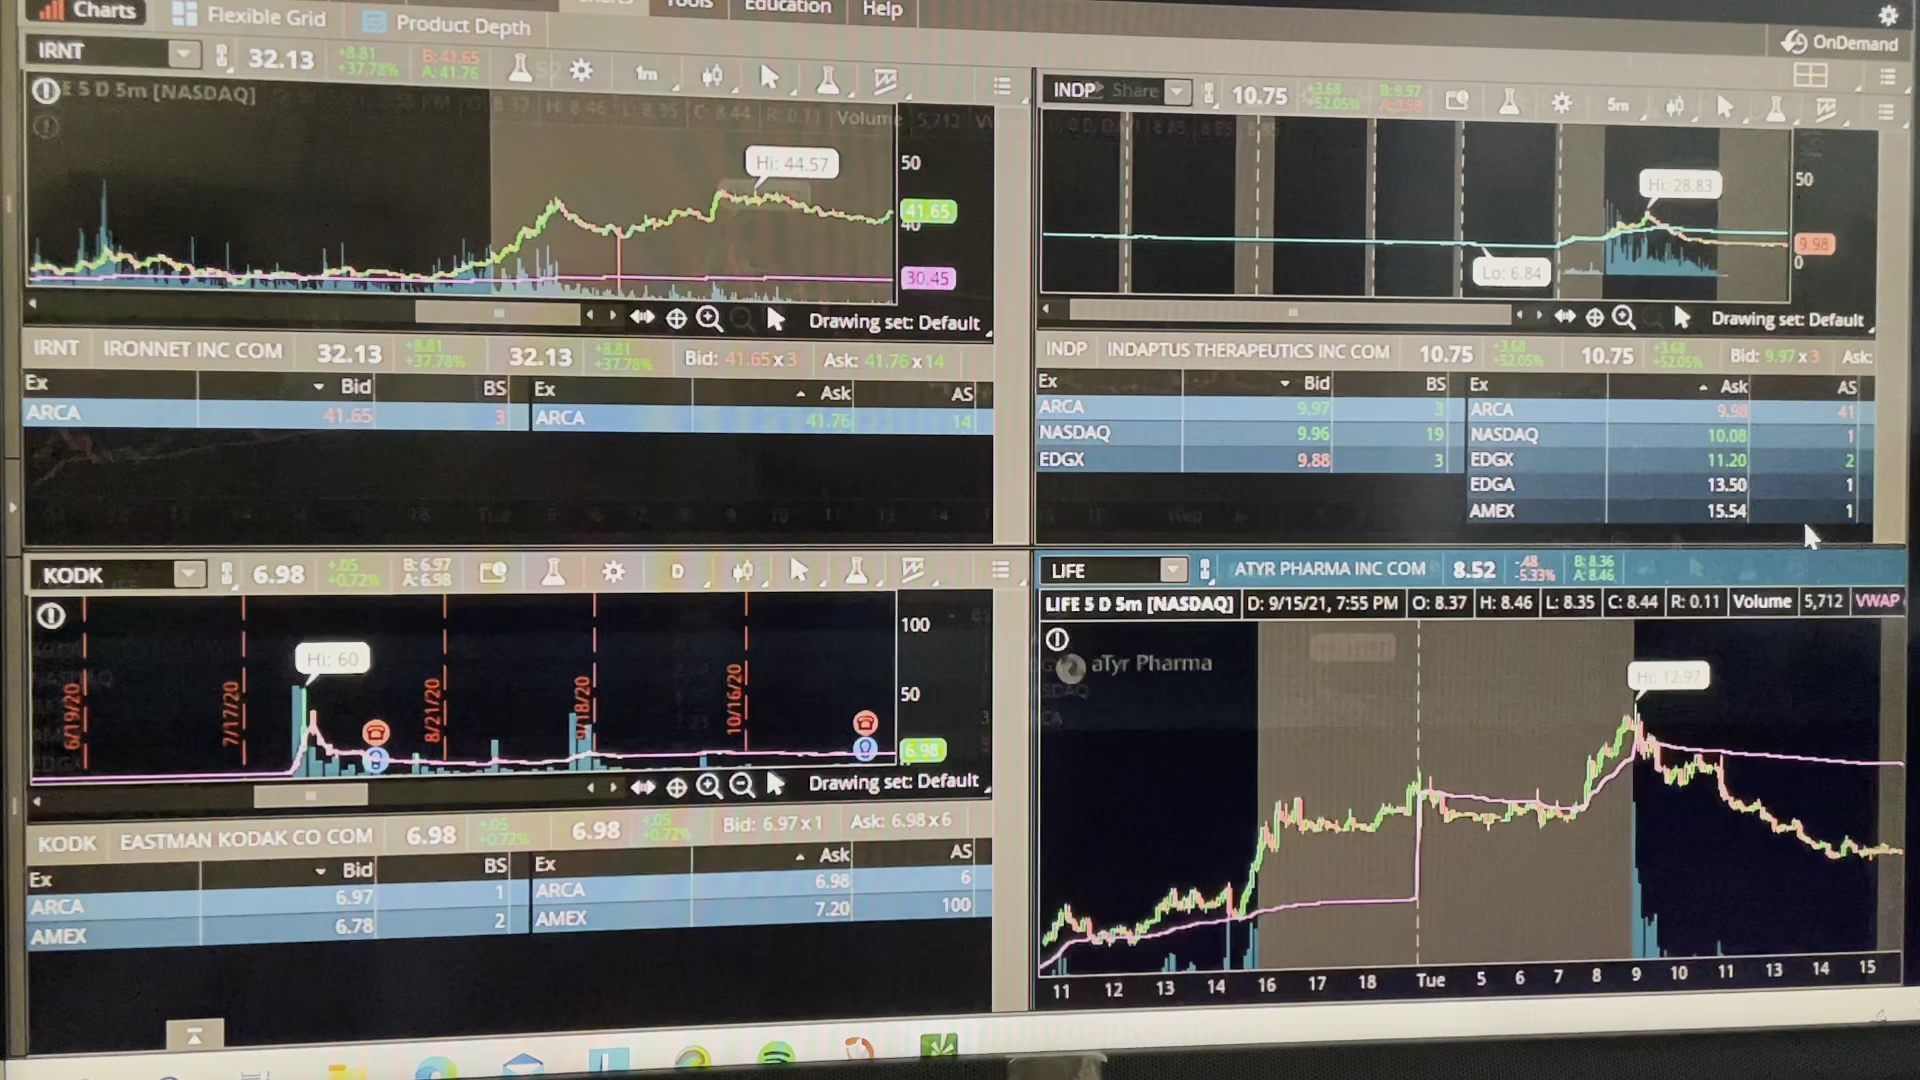 Charts Flexible Grid Product Depth Charts Tools Education Help
OnDemand
IRNT 32.13 +8.81 +37.78% B: 41.65 A: 41.76 1m
E 5 D 5m [NASDAQ]
Volume 5,712
Hi: 44.57
50
41.65
40
30.45
Drawing set: Default
IRNT IRONNET INC COM 32.13 +8.81 +37.78% 32.13 +8.81 +37.78% Bid: 41.65 x 3 Ask: 41.76 x 14
Ex Bid BS Ex Ask AS
ARCA 41.65 3 ARCA 41.76 14
INDP Share 10.75 +3.68 +52.05% B: 9.97 A: 9.98 5m
Hi: 28.83
50
9.98
0
Lo: 6.84
Drawing set: Default
INDP INDAPTUS THERAPEUTICS INC COM 10.75 +3.68 +52.05% 10.75 +3.68 +52.05% Bid: 9.97 x 3 Ask:
Ex Bid BS Ex Ask AS
ARCA 9.97 3 ARCA 9.98 41
NASDAQ 9.96 19 NASDAQ 10.08 1
EDGX 9.88 3 EDGX 11.20 2
EDGA 13.50 1
AMEX 15.54 1
KODK 6.98 +.05 +0.72% B: 6.97 A: 6.98 D
Hi: 60
100
50
6.98
6/19/20 7/17/20 8/21/20 9/18/20 10/16/20
Drawing set: Default
KODK EASTMAN KODAK CO COM 6.98 +.05 +0.72% 6.98 +.05 +0.72% Bid: 6.97 x 1 Ask: 6.98 x 6
Ex Bid BS Ex Ask AS
ARCA 6.97 1 ARCA 6.98 6
AMEX 6.78 2 AMEX 7.20 100
LIFE ATYR PHARMA INC COM 8.52 -.48 -5.33% B: 8.36 A: 8.46
LIFE 5 D 5m [NASDAQ] D: 9/15/21, 7:55 PM O: 8.37 H: 8.46 L: 8.35 C: 8.44 R: 0.11 Volume 5,712 VWAP
aTyr Pharma
Hi: 12.97
11 12 13 14 16 17 18 Tue 5 6 7 8 9 10 11 13 14 15